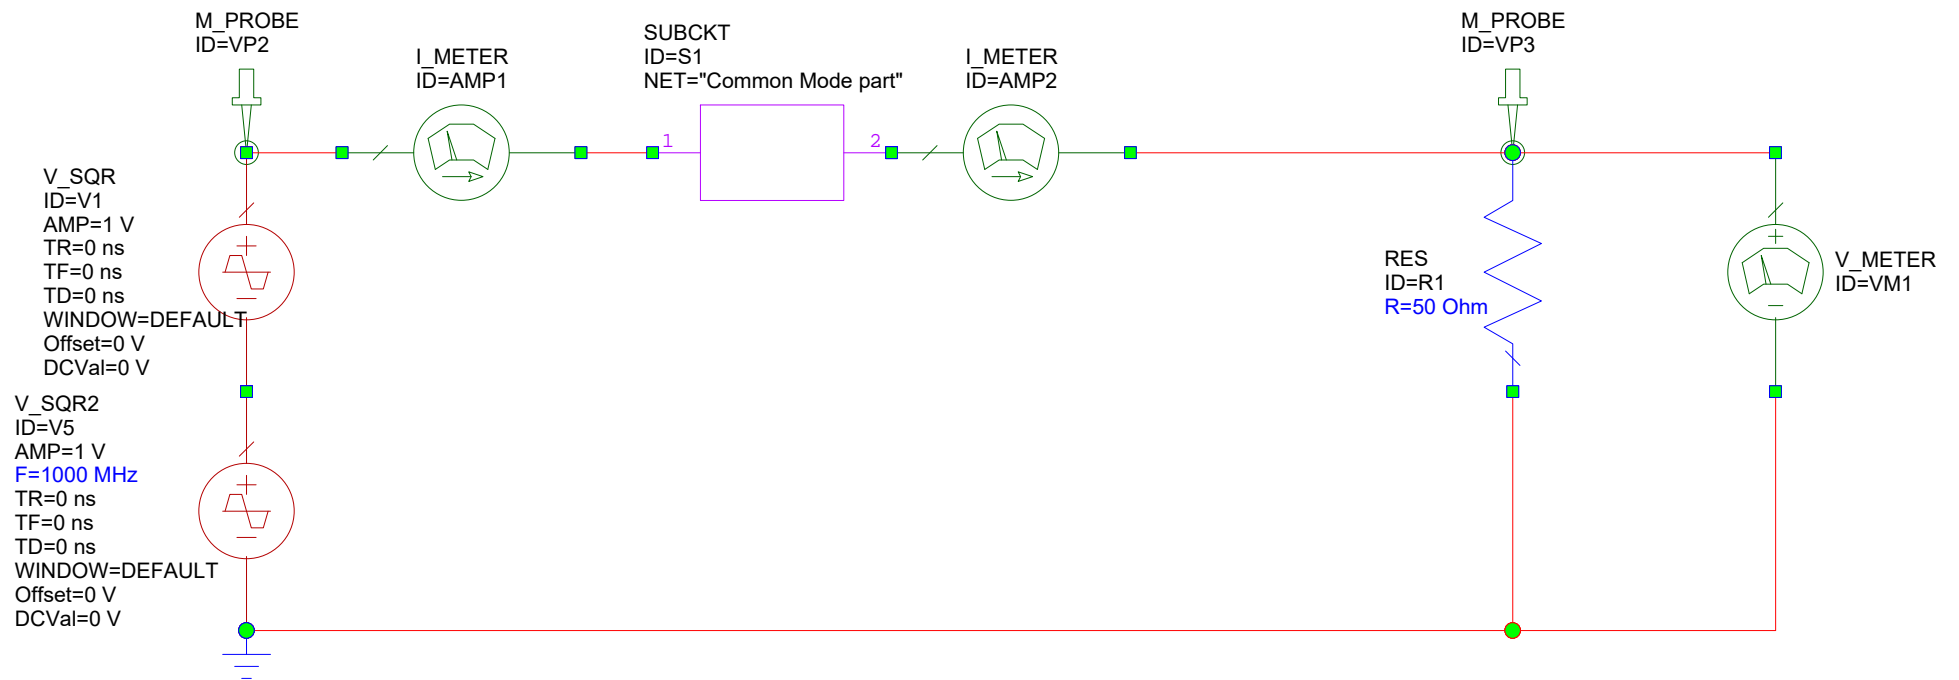 M_PROBE
ID=VP2
I_METER
ID=AMP1
SUBCKT
ID=S1
NET="Common Mode part"
I_METER
ID=AMP2
M_PROBE
ID=VP3
1
2
V_SQR
ID=V1
AMP=1 V
TR=0 ns
TF=0 ns
TD=0 ns
WINDOW=DEFAULT
Offset=0 V
DCVal=0 V
RES
ID=R1
R=50 Ohm
V_METER
ID=VM1
V_SQR2
ID=V5
AMP=1 V
F=1000 MHz
TR=0 ns
TF=0 ns
TD=0 ns
WINDOW=DEFAULT
Offset=0 V
DCVal=0 V